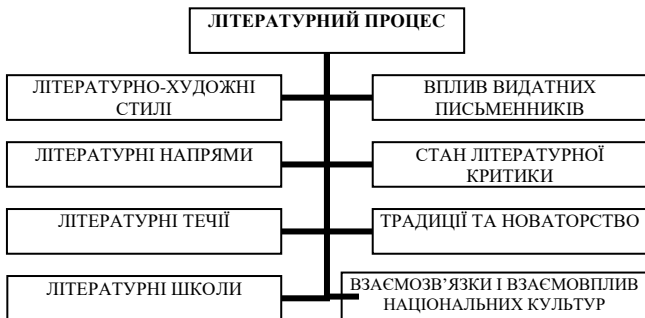 ЛІТЕРАТУРНИЙ ПРОЦЕС
ЛІТЕРАТУРНО-ХУДОЖНІ
СТИЛІ
ВПЛИВ ВИДАТНИХ
ПИСЬМЕННИКІВ
ЛІТЕРАТУРНІ НАПРЯМИ
СТАН ЛІТЕРАТУРНОЇ
КРИТИКИ
ЛІТЕРАТУРНІ ТЕЧІЇ
ТРАДИЦІЇ ТА НОВАТОРСТВО
ЛІТЕРАТУРНІ ШКОЛИ
ВЗАЄМОЗВ’ЯЗКИ І ВЗАЄМОВПЛИВ
НАЦІОНАЛЬНИХ КУЛЬТУР